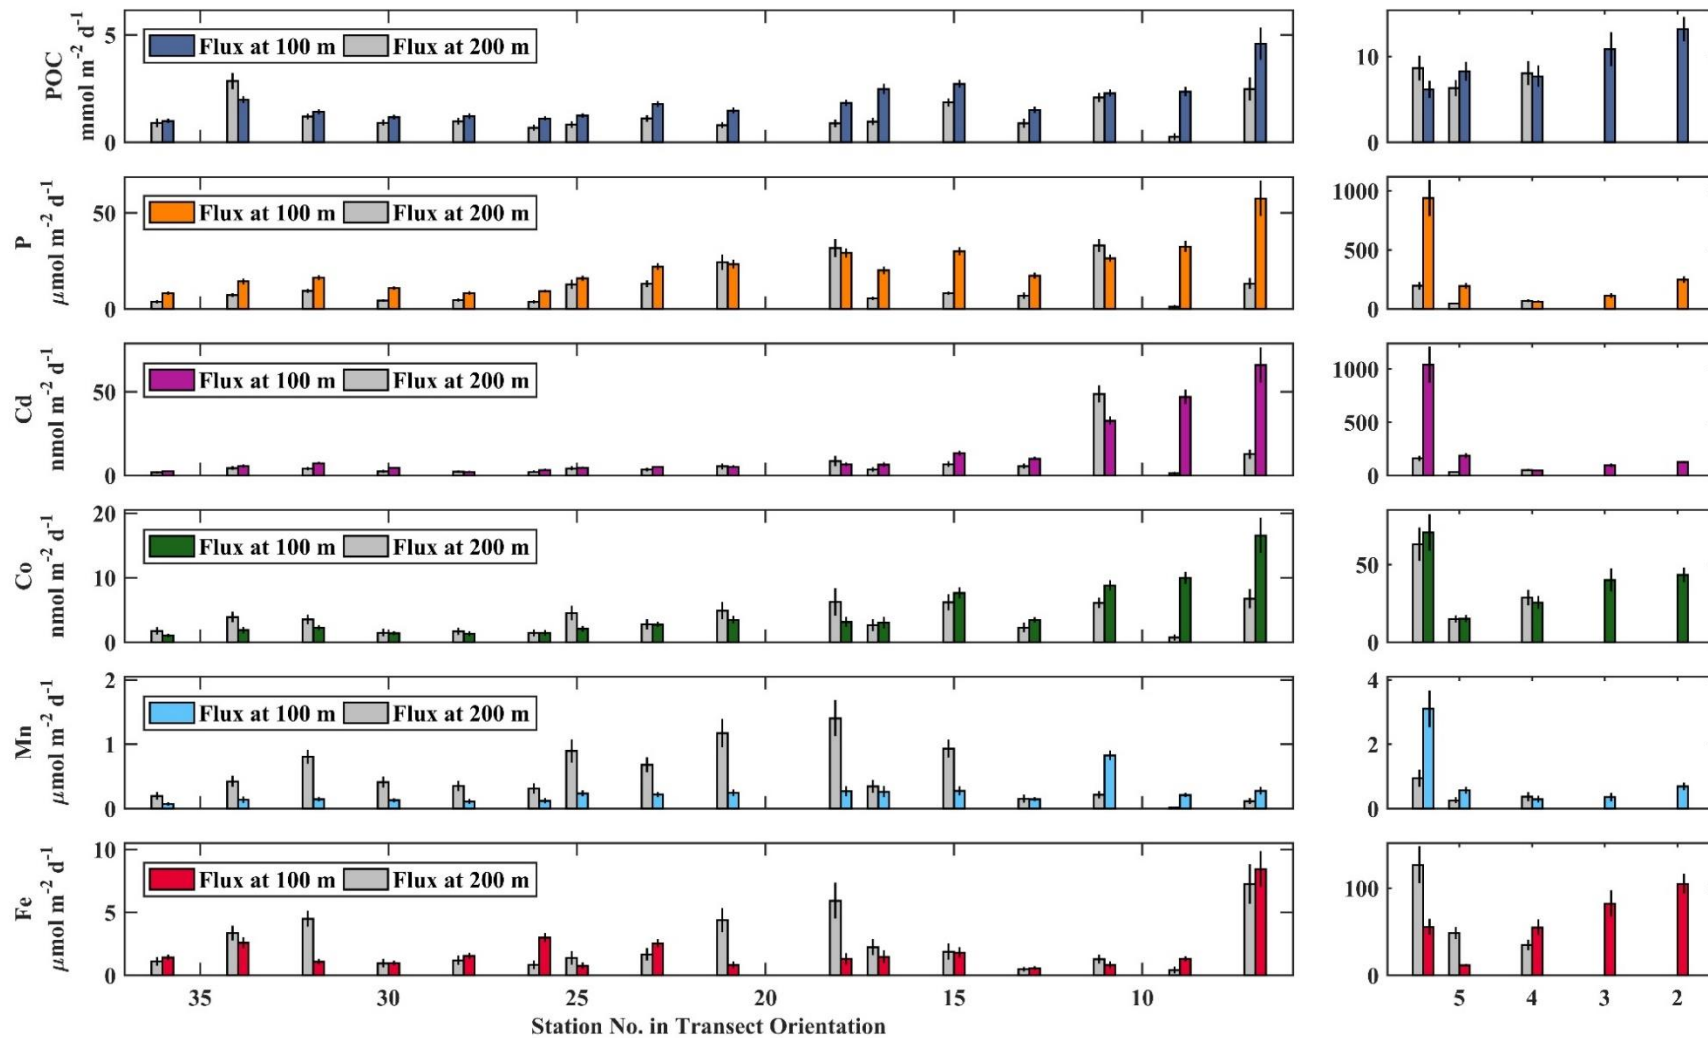 POC
mmol m⁻² d⁻¹
5
0
Flux at 100 m Flux at 200 m
10
0
P
μmol m⁻² d⁻¹
50
0
Flux at 100 m Flux at 200 m
1000
500
0
Cd
nmol m⁻² d⁻¹
50
0
Flux at 100 m Flux at 200 m
1000
500
0
Co
nmol m⁻² d⁻¹
20
10
0
Flux at 100 m Flux at 200 m
50
0
Mn
μmol m⁻² d⁻¹
2
1
0
Flux at 100 m Flux at 200 m
4
2
0
Fe
μmol m⁻² d⁻¹
10
5
0
Flux at 100 m Flux at 200 m
100
0
35 30 25 20 15 10 5 4 3 2
Station No. in Transect Orientation